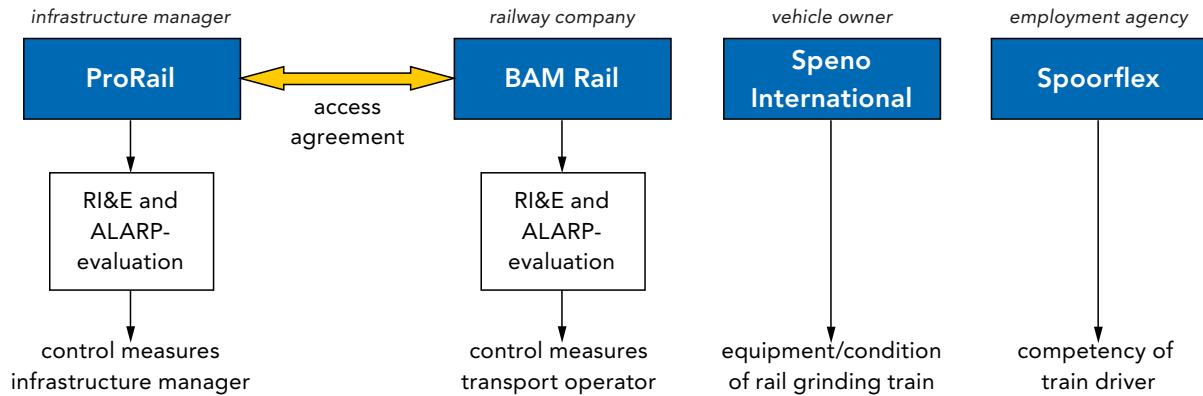 infrastructure manager
railway company
vehicle owner
employment agency
ProRail
BAM Rail
Speno
International
Spoorflex
access
agreement
RI&E and
ALARP-
evaluation
RI&E and
ALARP-
evaluation
control measures
infrastructure manager
control measures
transport operator
equipment/condition
of rail grinding train
competency of
train driver